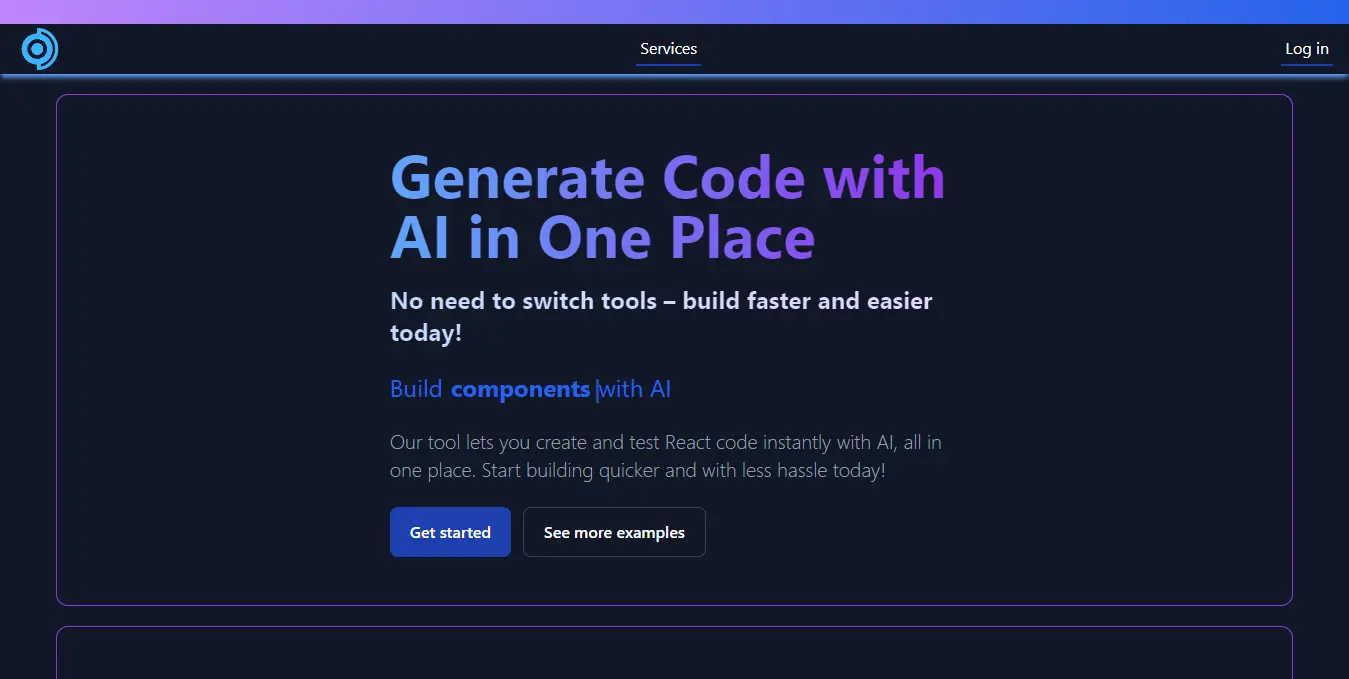 Services
Log in
Generate Code with
AI in One Place
No need to switch tools – build faster and easier
today!
Build components with AI
Our tool lets you create and test React code instantly with AI, all in
one place. Start building quicker and with less hassle today!
Get started
See more examples